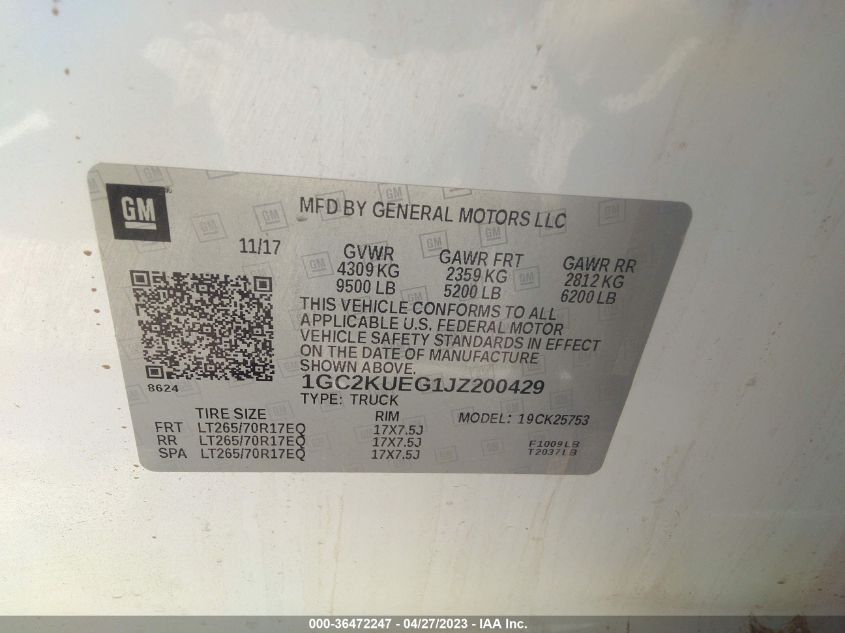 GM
MFD BY GENERAL MOTORS LLC
11/17
GVWR GAWR FRT GAWR RR
4309 KG 2359 KG 2812 KG
9500 LB 5200 LB 6200 LB
THIS VEHICLE CONFORMS TO ALL
APPLICABLE U.S. FEDERAL MOTOR
VEHICLE SAFETY STANDARDS IN EFFECT
ON THE DATE OF MANUFACTURE
SHOWN ABOVE.
8624
1GC2KUEG1JZ200429
TYPE: TRUCK
TIRE SIZE RIM MODEL: 19CK25753
FRT LT265/70R17EQ 17X7.5J
RR LT265/70R17EQ 17X7.5J F1009LB
SPA LT265/70R17EQ 17X7.5J T2037LB
000-36472247 - 04/27/2023 - IAA Inc.